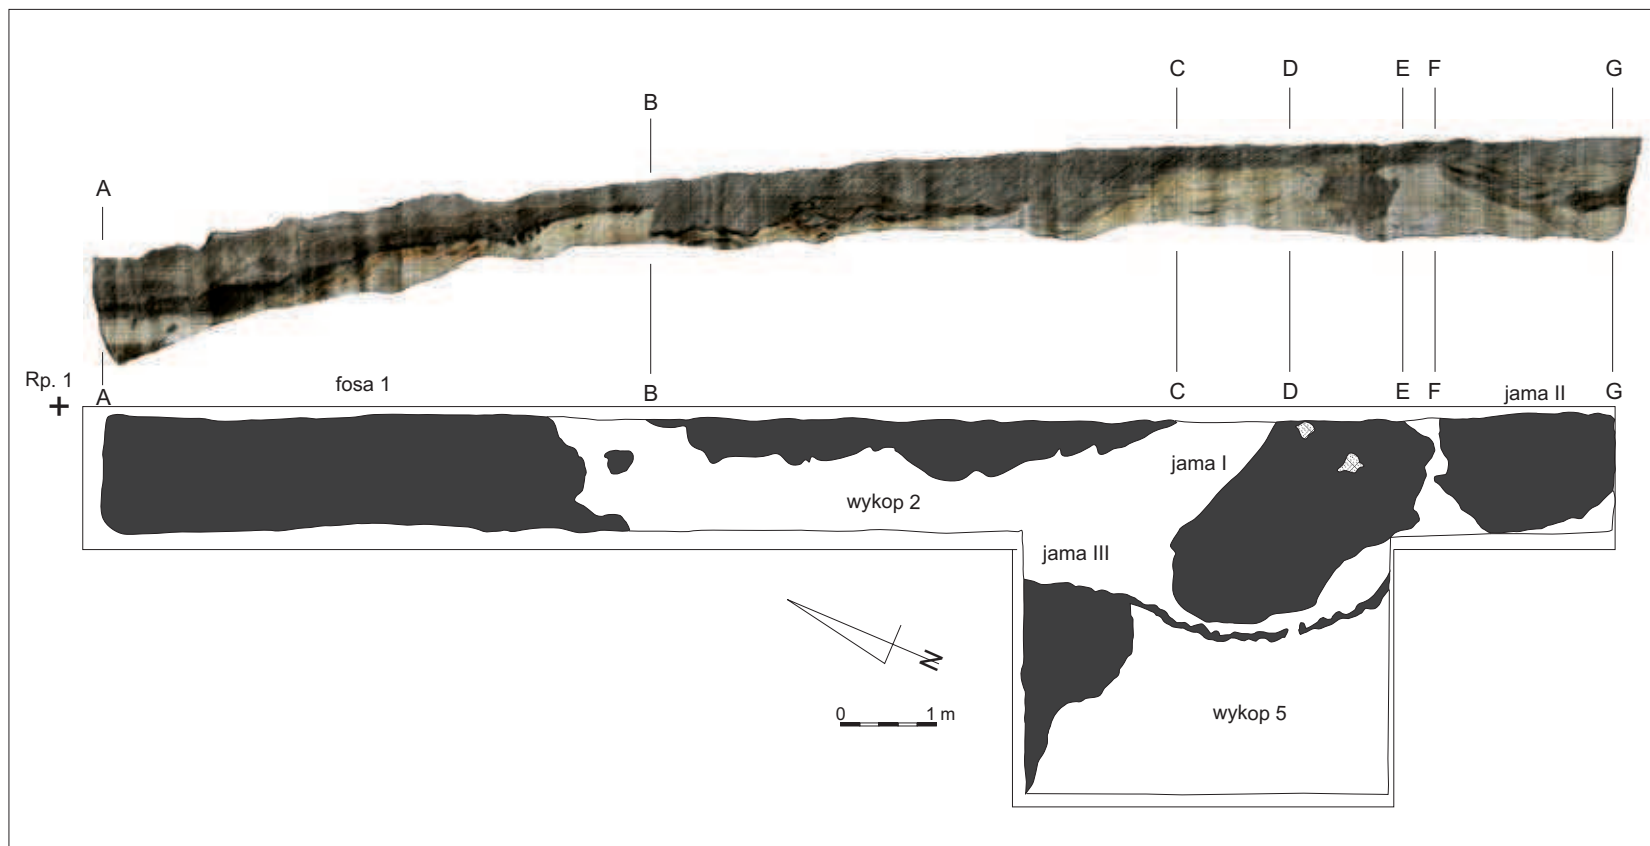 C D E F G
B
A
Rp. 1
A
fosa 1
B
C D E F
jama II
G
jama I
wykop 2
jama III
N
0 1 m
wykop 5